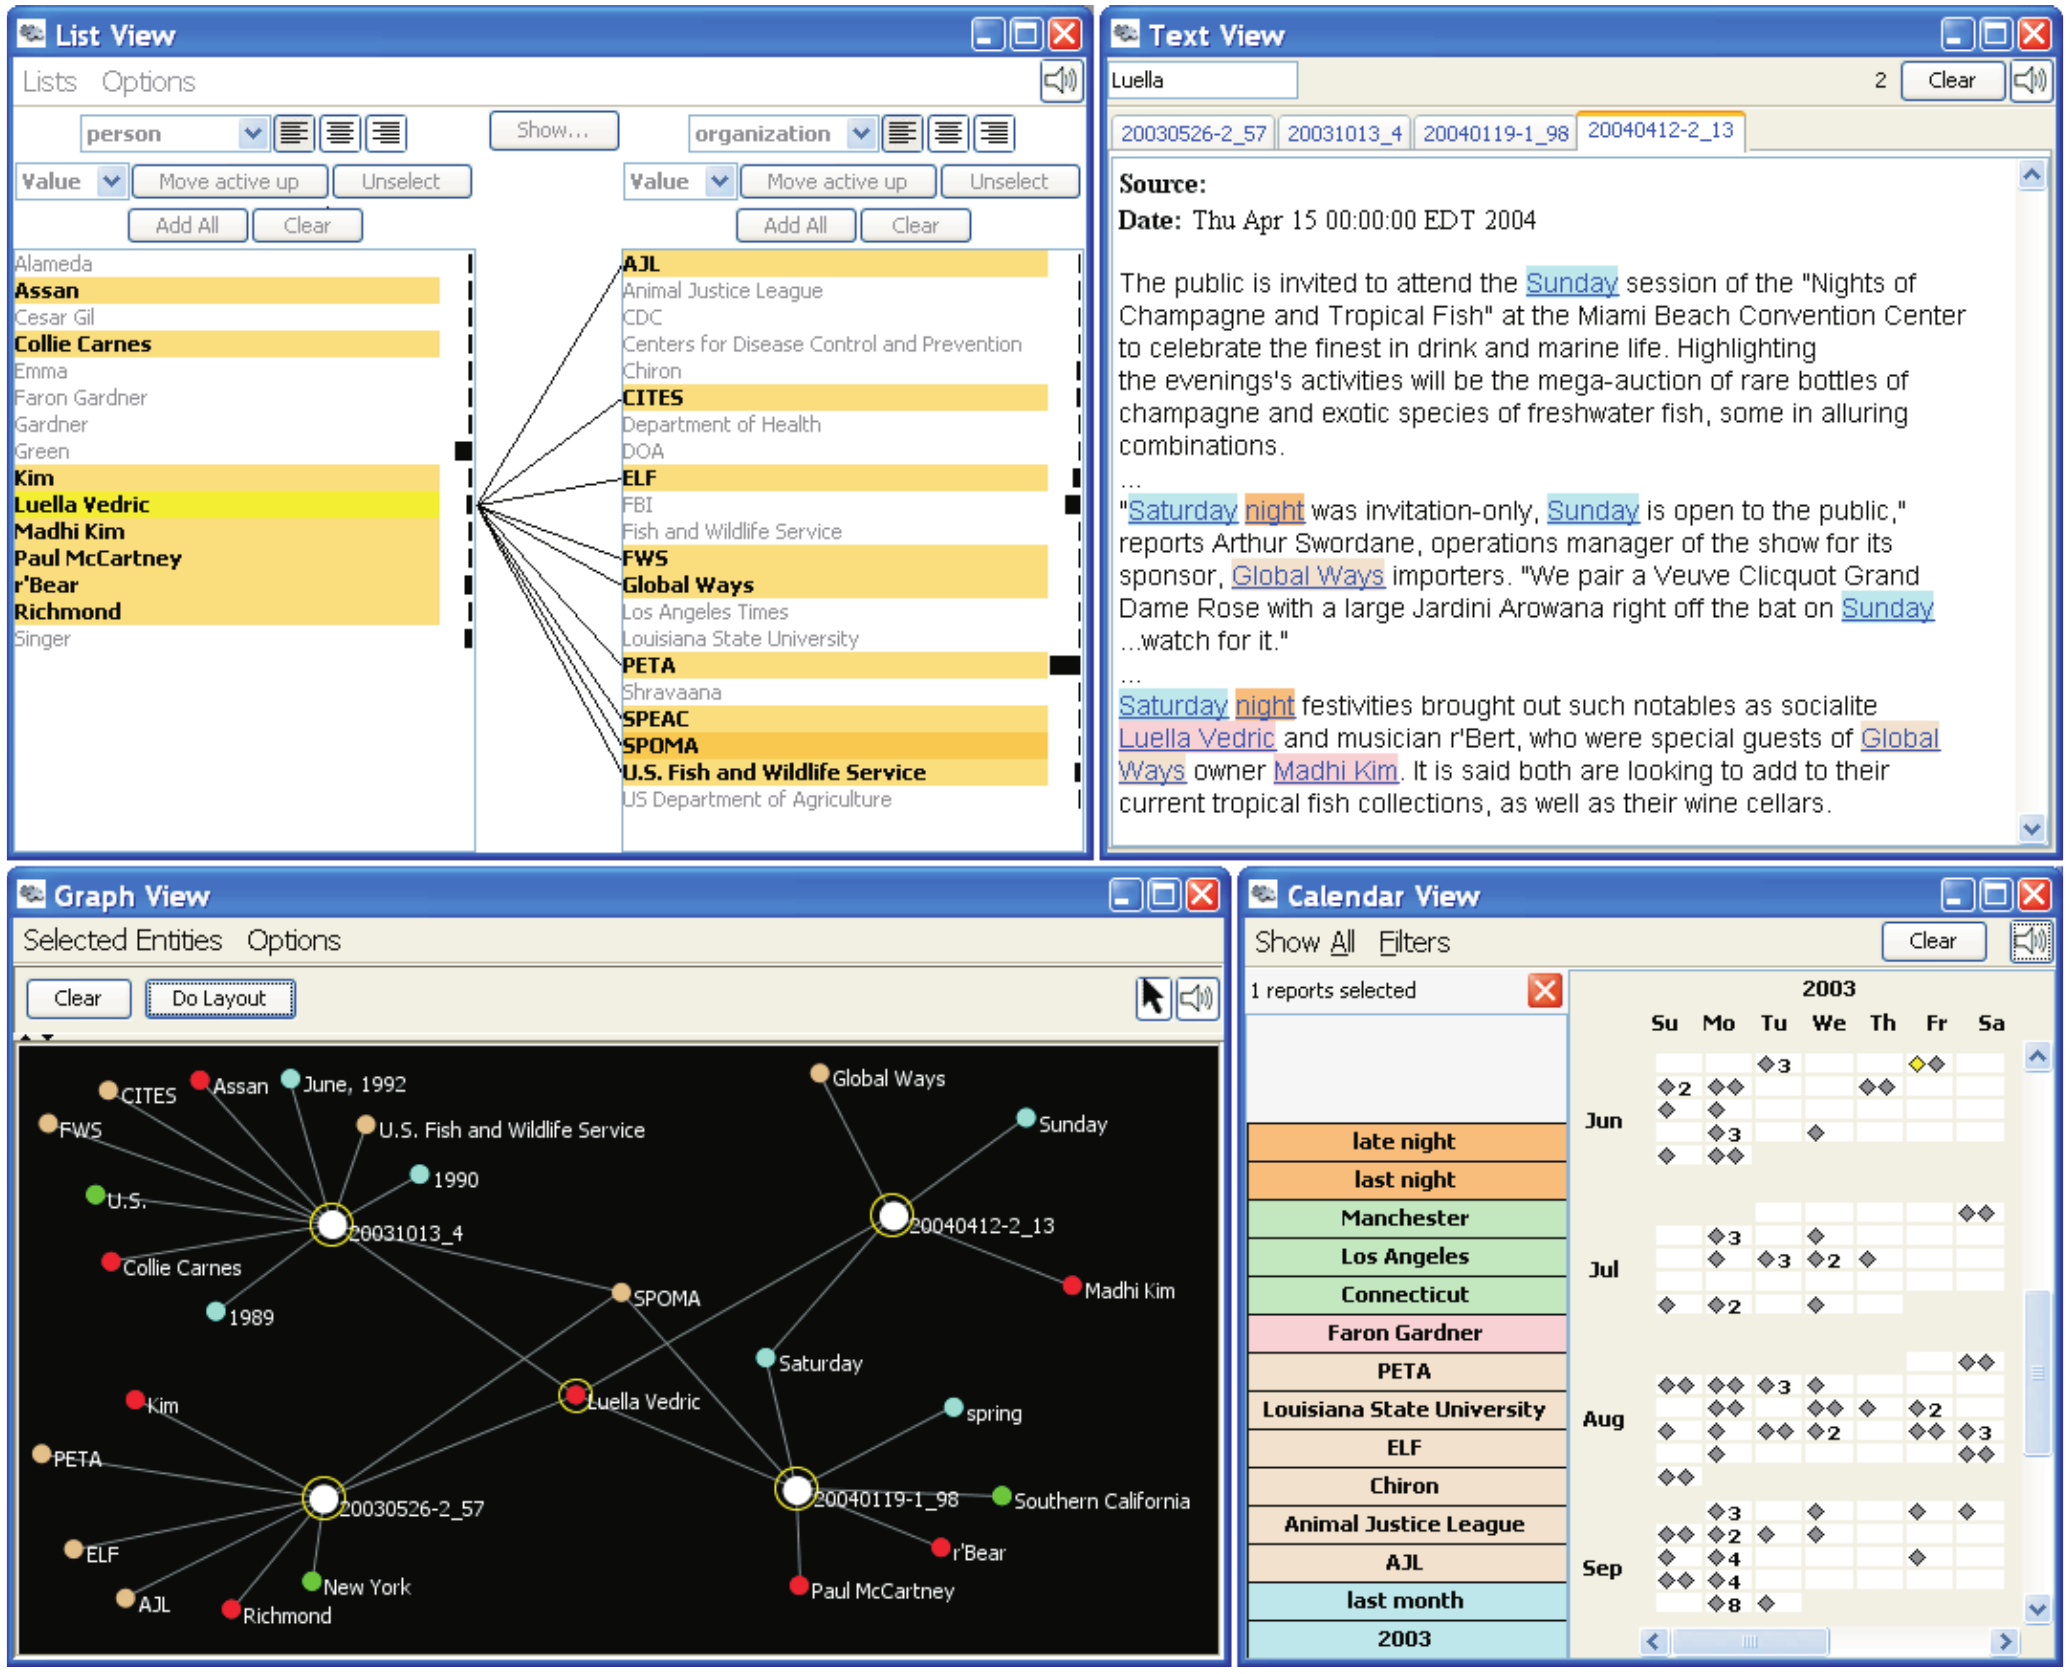 List View
Lists Options
person Show... organization
Value Move active up Unselect Value Move active up Unselect
Add All Clear Add All Clear
Alameda
Assan
Cesar Gil
Collie Carnes
Emma
Faron Gardner
Gardner
Green
Kim
Luella Vedric
Madhi Kim
Paul McCartney
r'Bear
Richmond
Singer
AJL
Animal Justice League
CDC
Centers for Disease Control and Prevention
Chiron
CITES
Department of Health
DOA
ELF
FBI
Fish and Wildlife Service
FWS
Global Ways
Los Angeles Times
Louisiana State University
PETA
Shravaana
SPEAC
SPOMA
U.S. Fish and Wildlife Service
US Department of Agriculture
Text View
Luella 2 Clear
20030526-2_57 20031013_4 20040119-1_98 20040412-2_13
Source:
Date: Thu Apr 15 00:00:00 EDT 2004
The public is invited to attend the Sunday session of the "Nights of
Champagne and Tropical Fish" at the Miami Beach Convention Center
to celebrate the finest in drink and marine life. Highlighting
the evenings's activities will be the mega-auction of rare bottles of
champagne and exotic species of freshwater fish, some in alluring
combinations.
...
"Saturday night was invitation-only, Sunday is open to the public,"
reports Arthur Swordane, operations manager of the show for its
sponsor, Global Ways importers. "We pair a Veuve Clicquot Grand
Dame Rose with a large Jardini Arowana right off the bat on Sunday
...watch for it."
...
Saturday night festivities brought out such notables as socialite
Luella Vedric and musician r'Bert, who were special guests of Global
Ways owner Madhi Kim. It is said both are looking to add to their
current tropical fish collections, as well as their wine cellars.
Graph View
Selected Entities Options
Clear Do Layout
Global Ways
CITES Assan June, 1992
Sunday
FWS U.S. Fish and Wildlife Service
1990
U.S.
20031013_4 20040412-2_13
Collie Carnes
Madhi Kim
SPOMA
1989
Saturday
Luella Vedric
Kim
spring
PETA
20030526-2_57 20040119-1_98 Southern California
ELF r'Bear
New York Paul McCartney
AJL
Richmond
Calendar View
Show All Filters Clear
1 reports selected
late night
last night
Manchester
Los Angeles
Connecticut
Faron Gardner
PETA
Louisiana State University
ELF
Chiron
Animal Justice League
AJL
last month
2003
2003
Su Mo Tu We Th Fr Sa
3
2
Jun
3
3
3 2
Jul
2
3
2
Aug
2 3
3
2
4
Sep
4
8